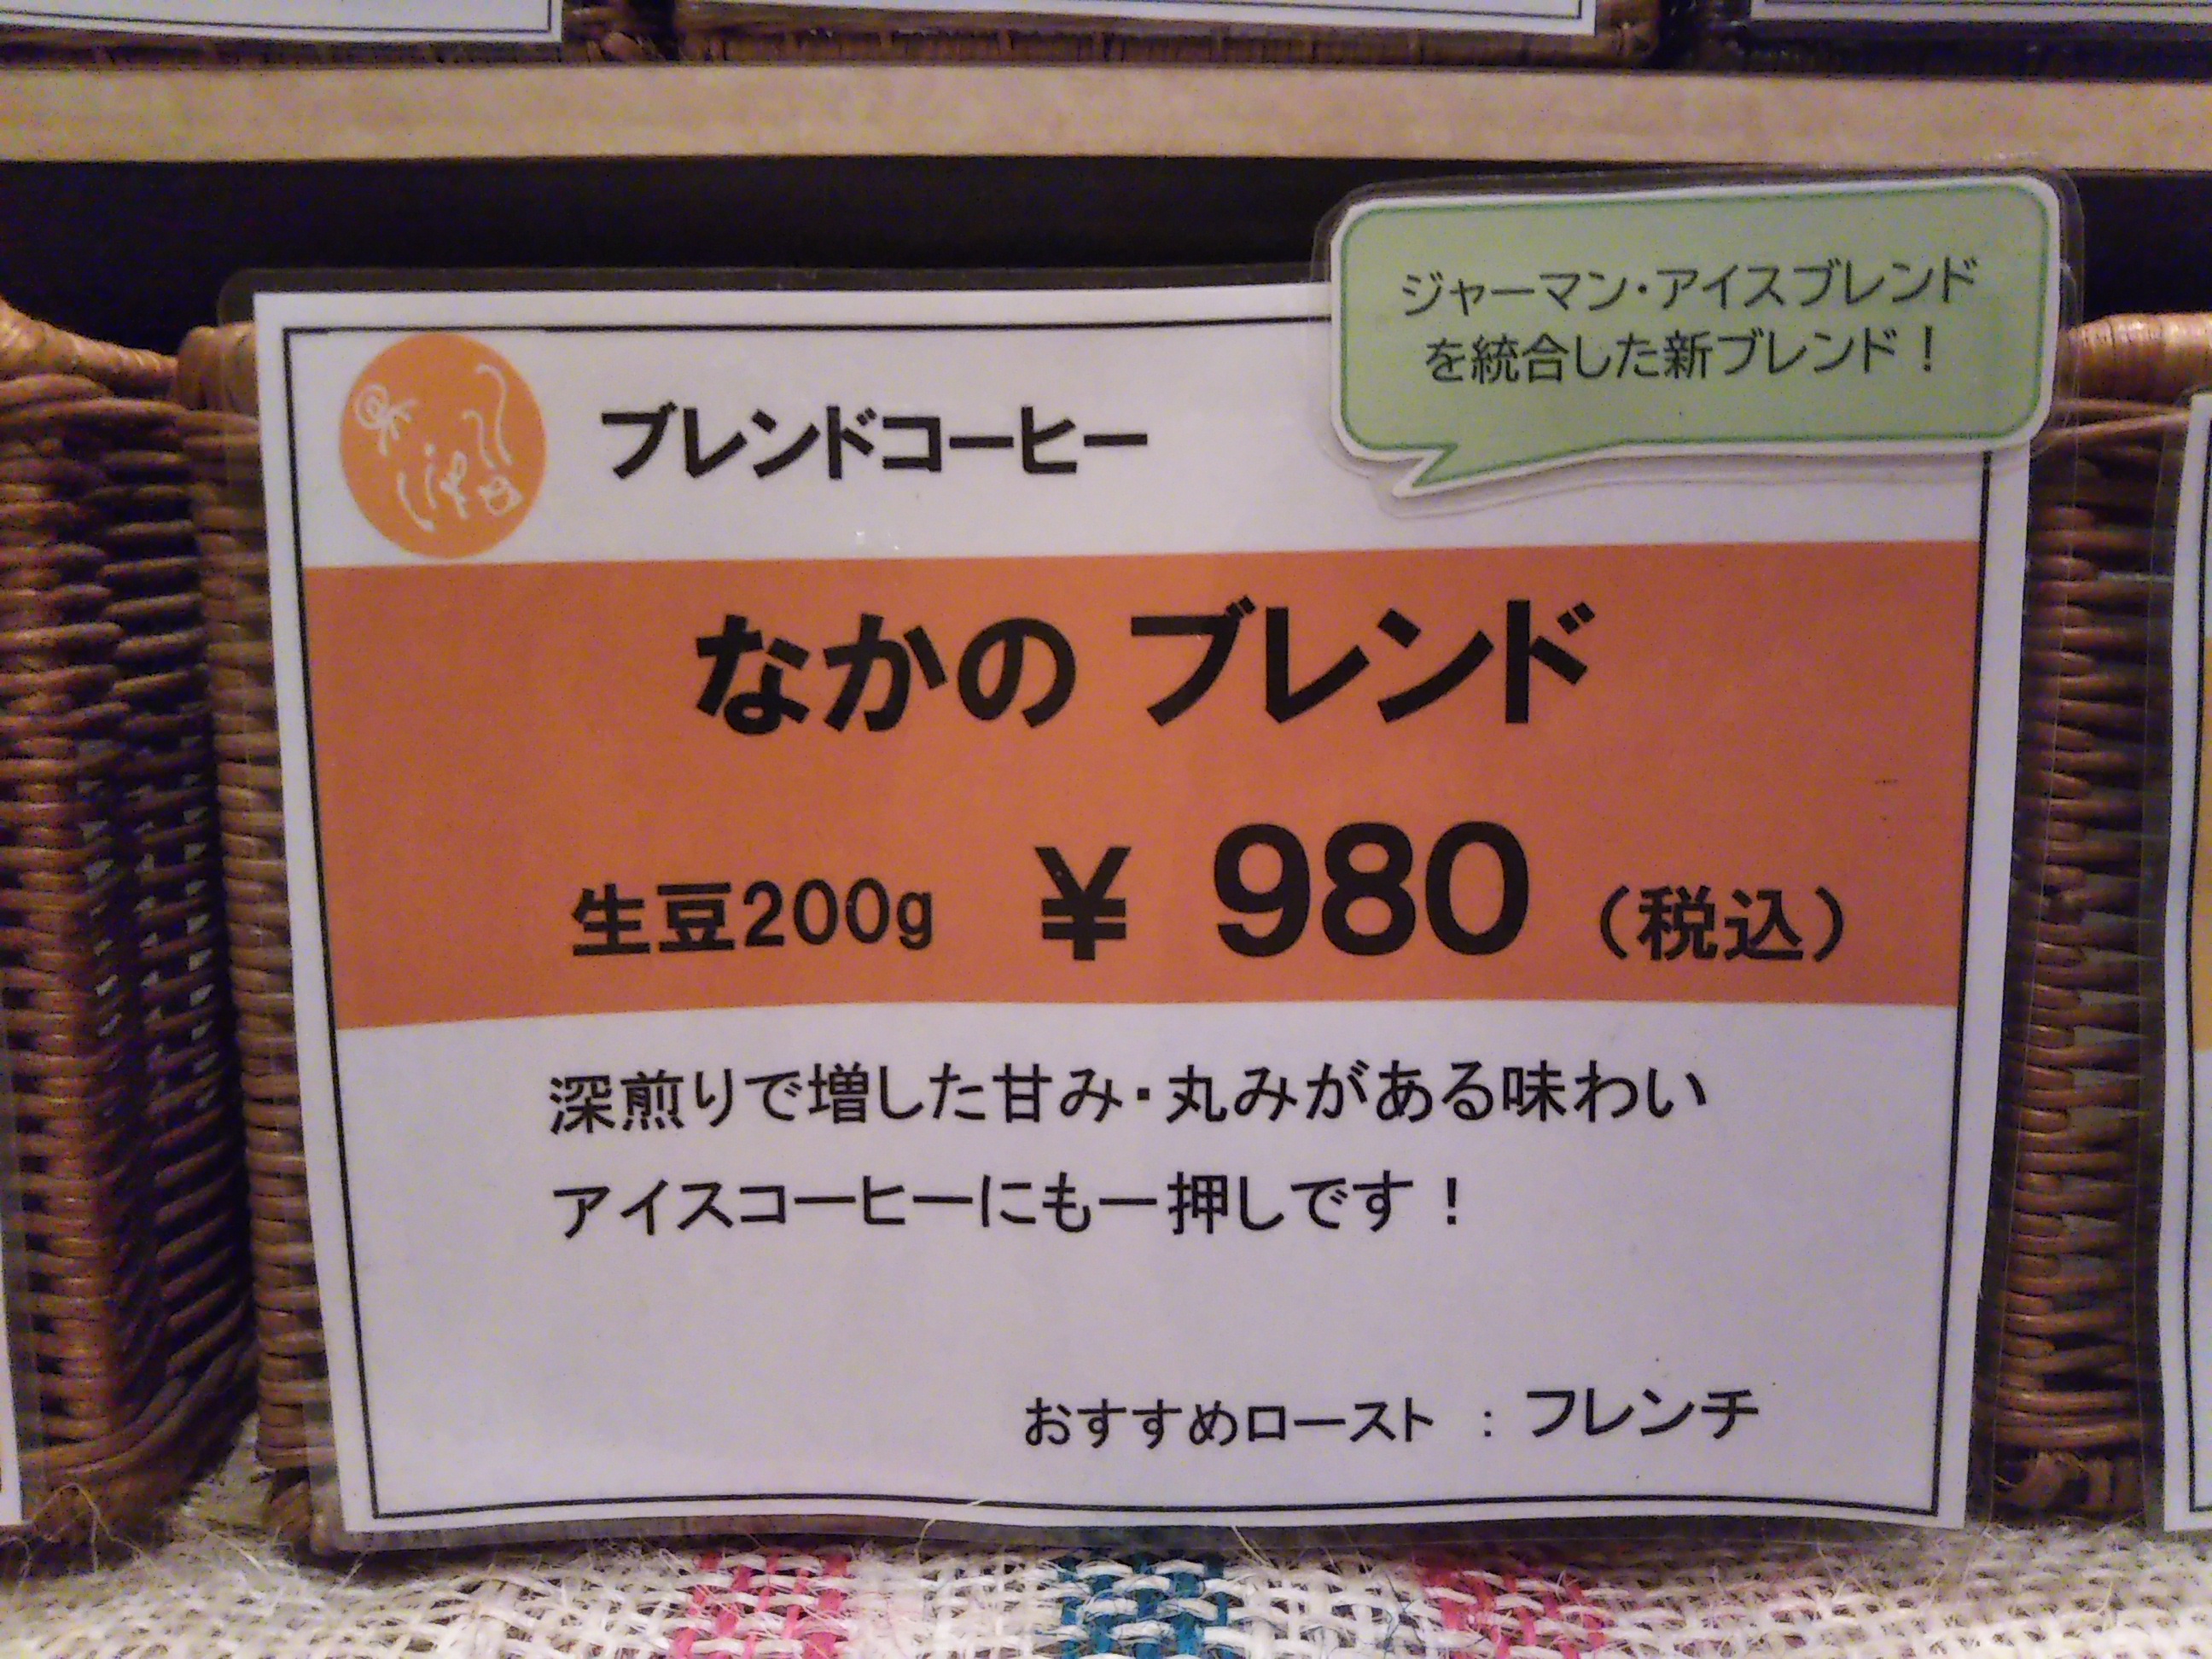 ジャーマン・アイスブレンド
を統合した新ブレンド！
ブレンドコーヒー
なかの ブレンド
生豆200g ¥ 980 （税込）
深煎りで増した甘み・丸みがある味わい
アイスコーヒーにも一押しです！
おすすめロースト ： フレンチ